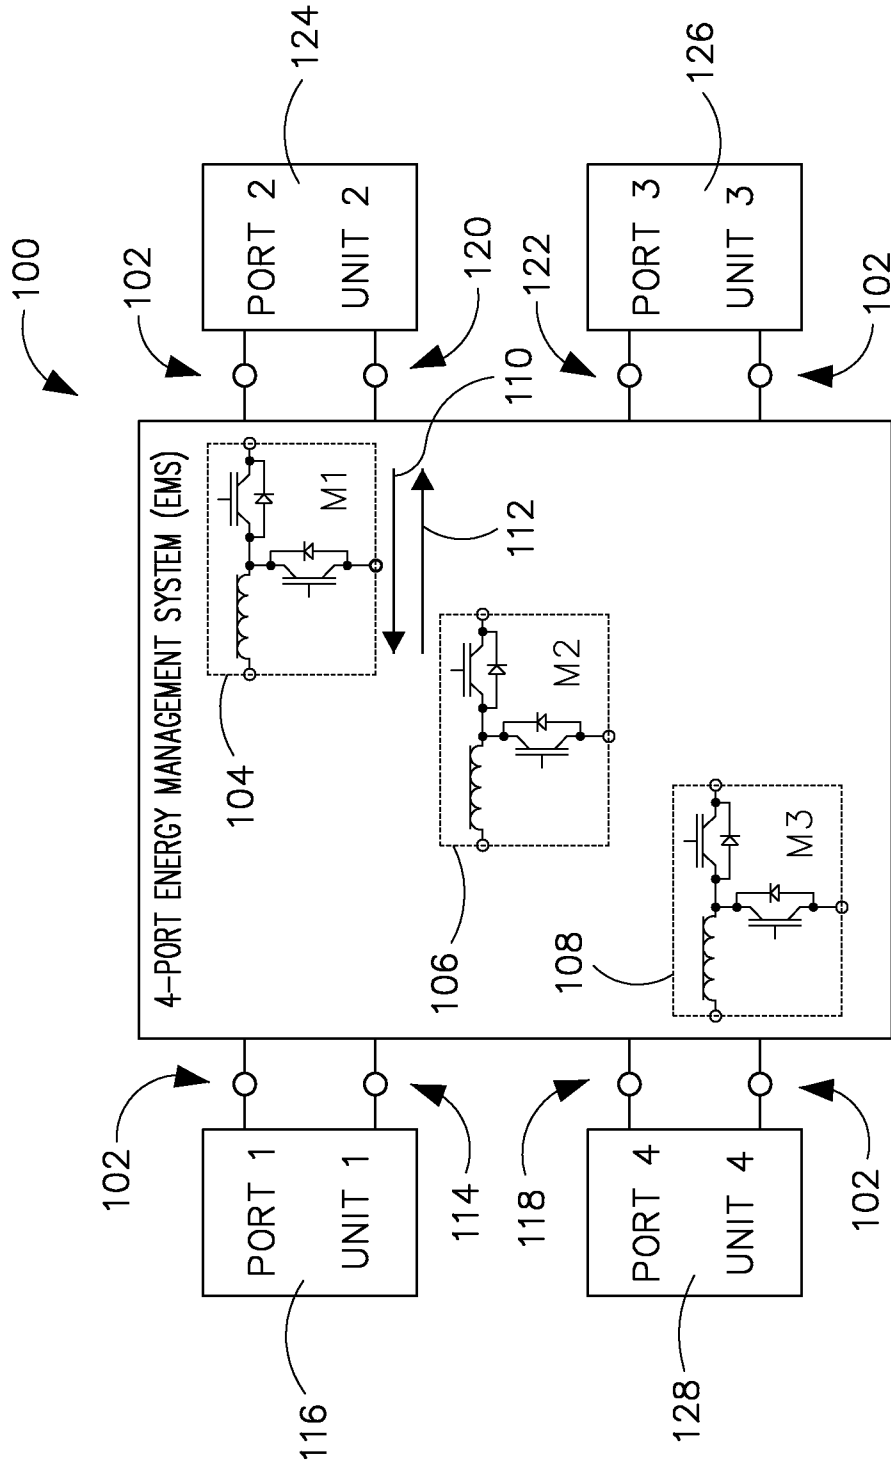 100
102
102
4-PORT ENERGY MANAGEMENT SYSTEM (EMS)
104
PORT 1
UNIT 1
PORT 2
UNIT 2
116
124
M1
106
114
120
110
112
118
122
M2
108
PORT 4
UNIT 4
PORT 3
UNIT 3
128
126
M3
102
102